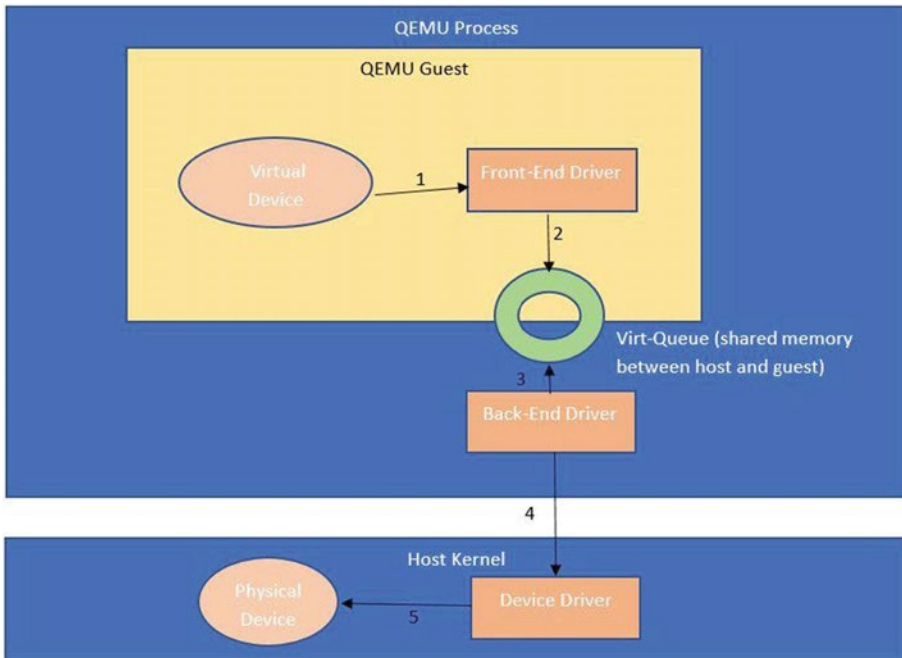 QEMU Process
QEMU Guest
Virtual
Device
1
Front-End Driver
2
Virt-Queue (shared memory
between host and guest)
3
Back-End Driver
4
Host Kernel
Physical
Device
5
Device Driver